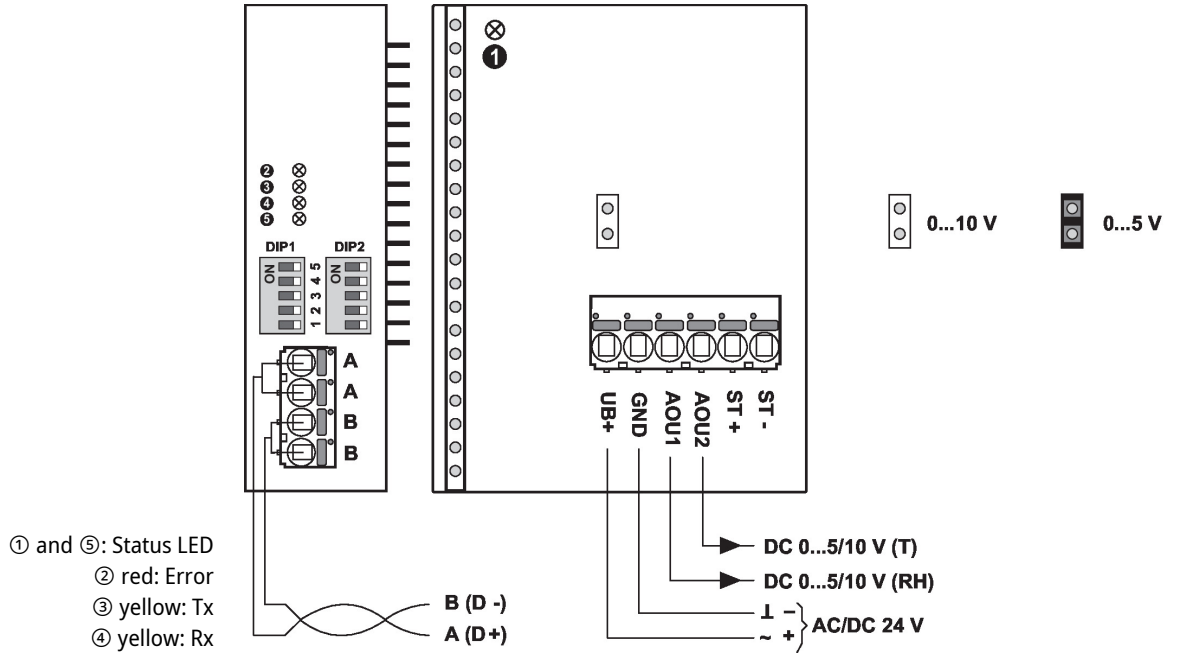 ❶
❷
❸
❹
❺
DIP1 DIP2
ON ON
1 2 3 4 5
A
A
B
B
0...10 V
0...5 V
UB+ GND AOU1 AOU2 ST + ST -
① and ⑤: Status LED
② red: Error
③ yellow: Tx
④ yellow: Rx
B (D -)
A (D+)
DC 0...5/10 V (T)
DC 0...5/10 V (RH)
⊥ −
~ +
AC/DC 24 V